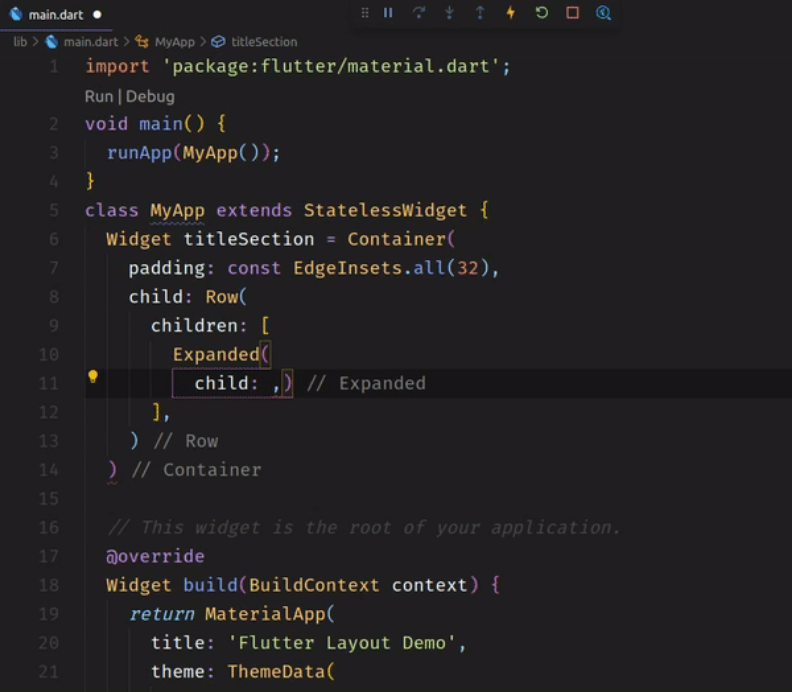 main.dart
lib > main.dart > MyApp > titleSection
1 import 'package:flutter/material.dart';
Run | Debug
2 void main() {
3   runApp(MyApp());
4 }
5 class MyApp extends StatelessWidget {
6   Widget titleSection = Container(
7     padding: const EdgeInsets.all(32),
8     child: Row(
9       children: [
10         Expanded(
11           child: ,) // Expanded
12       ],
13     ) // Row
14   ) // Container
15
16   // This widget is the root of your application.
17   @override
18   Widget build(BuildContext context) {
19     return MaterialApp(
20       title: 'Flutter Layout Demo',
21       theme: ThemeData(